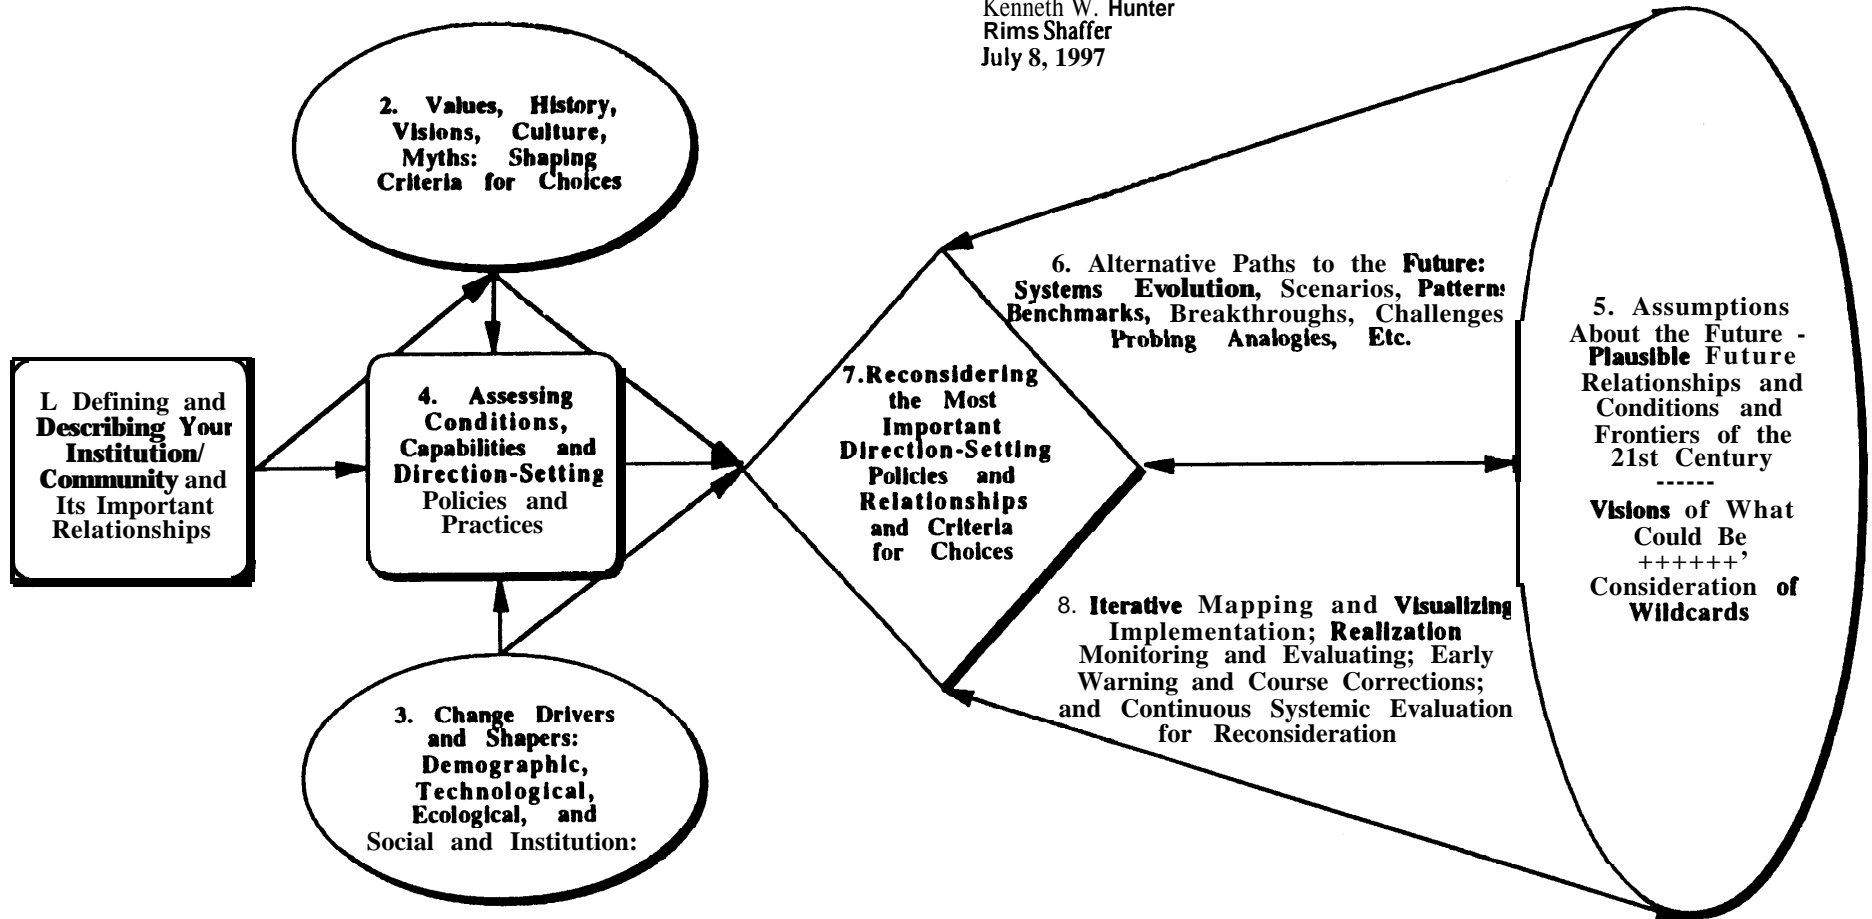 Kenneth W. Hunter
Rims Shaffer
July 8, 1997
L Defining and
Describing Your
Institution/
Community and
Its Important
Relationships
2. Values, History,
Visions, Culture,
Myths: Shaping
Criteria for Choices
3. Change Drivers
and Shapers:
Demographic,
Technological,
Ecological, and
Social and Institution:
4. Assessing
Conditions,
Capabilities and
Direction-Setting
Policies and
Practices
5. Assumptions
About the Future -
Plausible Future
Relationships and
Conditions and
Frontiers of the
21st Century
------
Visions of What
Could Be
++++++’
Consideration of
Wildcards
6. Alternative Paths to the Future:
Systems Evolution, Scenarios, Pattern:
Benchmarks, Breakthroughs, Challenges
Probing Analogies, Etc.
7.Reconsidering
the Most
Important
Direction-Setting
Policies and
Relationships
and Criteria
for Choices
8. Iterative Mapping and Visualizing
Implementation; Realization
Monitoring and Evaluating; Early
Warning and Course Corrections;
and Continuous Systemic Evaluation
for Reconsideration